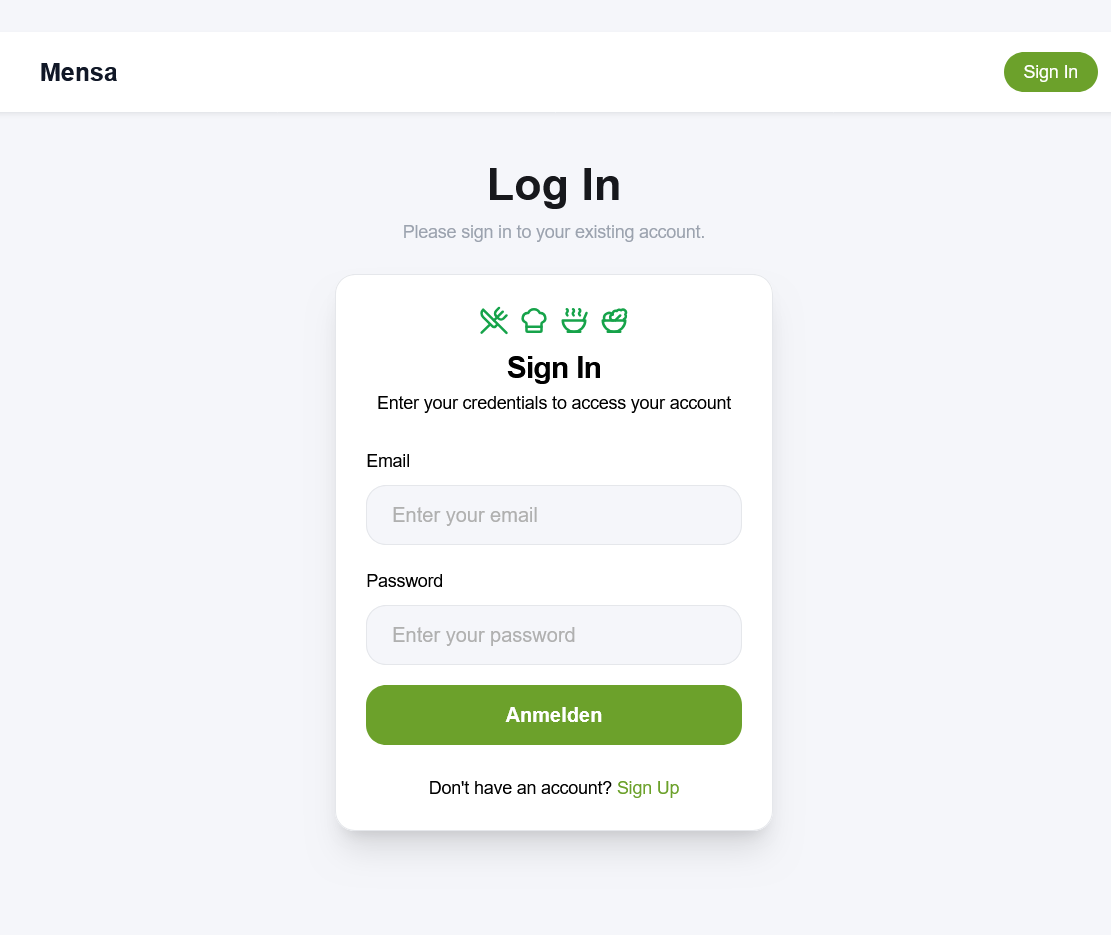 Mensa
Sign In
Log In
Please sign in to your existing account.
Sign In
Enter your credentials to access your account
Email
Enter your email
Password
Enter your password
Anmelden
Don't have an account? Sign Up